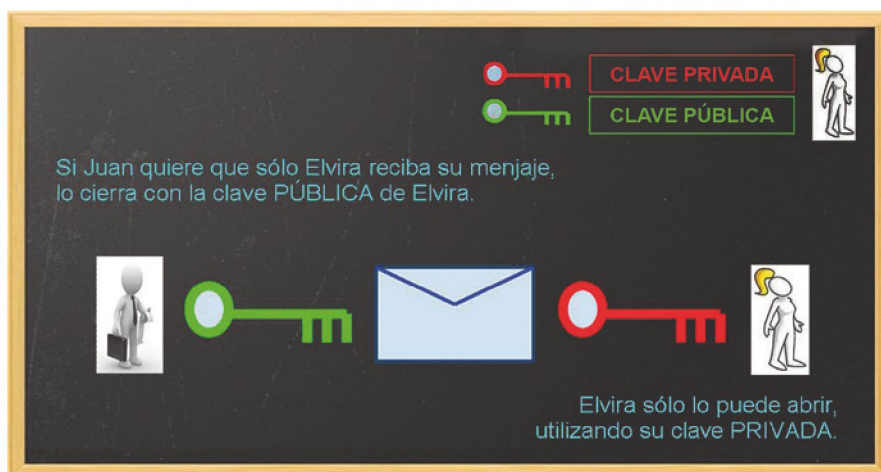 CLAVE PRIVADA
CLAVE PÚBLICA
Si Juan quiere que sólo Elvira reciba su menjaje,
lo cierra con la clave PÚBLICA de Elvira.
Elvira sólo lo puede abrir,
utilizando su clave PRIVADA.